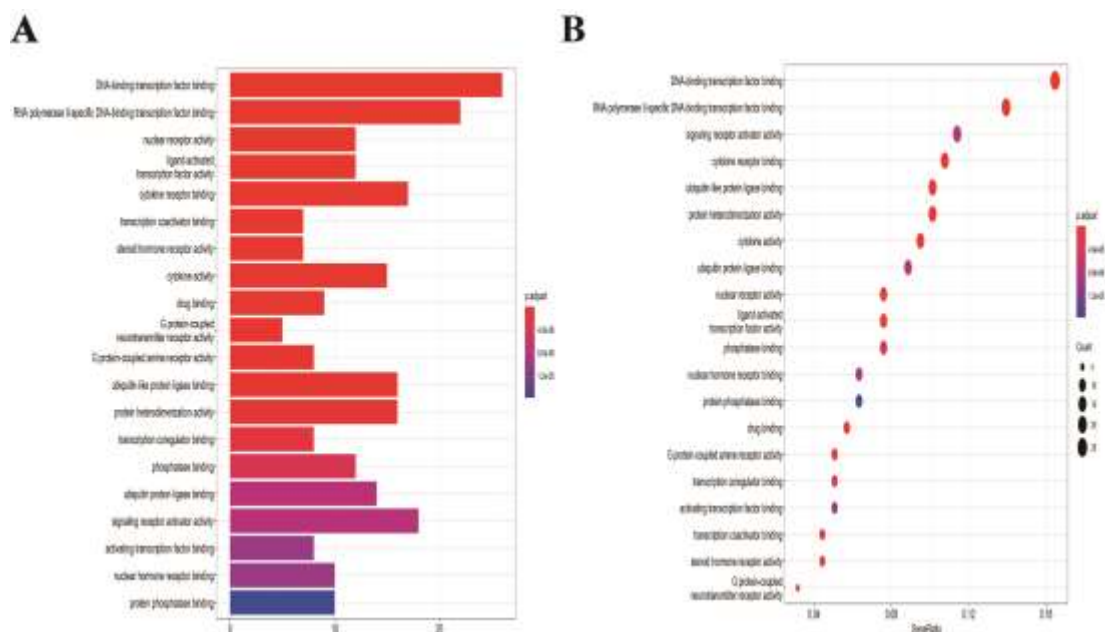 A
B
DNA-binding transcription factor binding
RNA polymerase II-specific DNA-binding transcription factor binding
nuclear receptor activity
ligand-activated
transcription factor activity
cytokine receptor binding
transcription coactivator binding
steroid hormone receptor activity
cytokine activity
drug binding
G protein-coupled
neurotransmitter receptor activity
G protein-coupled amine receptor activity
ubiquitin-like protein ligase binding
protein heterodimerization activity
transcription coregulator binding
phosphatase binding
ubiquitin protein ligase binding
signaling receptor activator activity
activating transcription factor binding
nuclear hormone receptor binding
protein phosphatase binding
0
10
20
p.adjust
DNA-binding transcription factor binding
RNA polymerase II-specific DNA-binding transcription factor binding
signaling receptor activator activity
cytokine receptor binding
ubiquitin-like protein ligase binding
protein heterodimerization activity
cytokine activity
ubiquitin protein ligase binding
nuclear receptor activity
ligand-activated
transcription factor activity
phosphatase binding
nuclear hormone receptor binding
protein phosphatase binding
drug binding
G protein-coupled amine receptor activity
transcription coregulator binding
activating transcription factor binding
transcription coactivator binding
steroid hormone receptor activity
G protein-coupled
neurotransmitter receptor activity
0.12
GeneRatio
p.adjust
Count